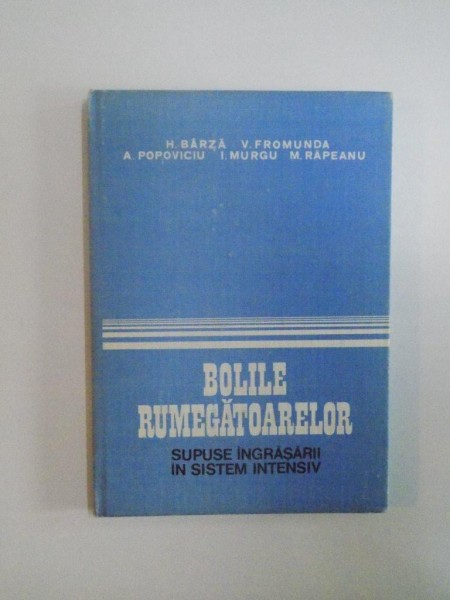 H. BÂRZĂ V. FROMUNDA
A. POPOVICIU I. MURGU M. RĂPEANU
BOLILE
RUMEGĂTOARELOR
SUPUSE ÎNGRĂŞĂRII
ÎN SISTEM INTENSIV